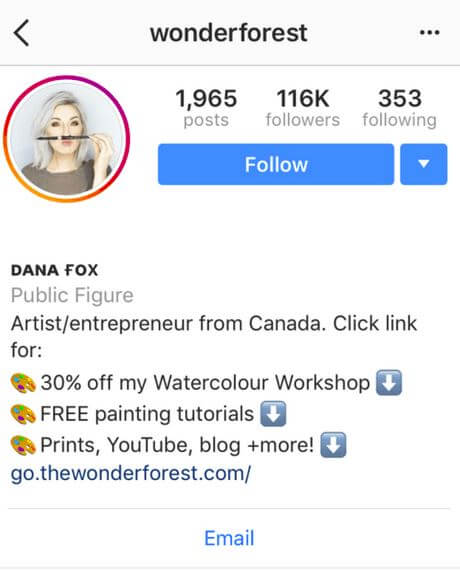 wonderforest
1,965 116K 353
posts followers following
Follow
DANA FOX
Public Figure
Artist/entrepreneur from Canada. Click link
for:
🎨 30% off my Watercolour Workshop ⬇️
🎨 FREE painting tutorials ⬇️
🎨 Prints, YouTube, blog +more! ⬇️
go.thewonderforest.com/
Email